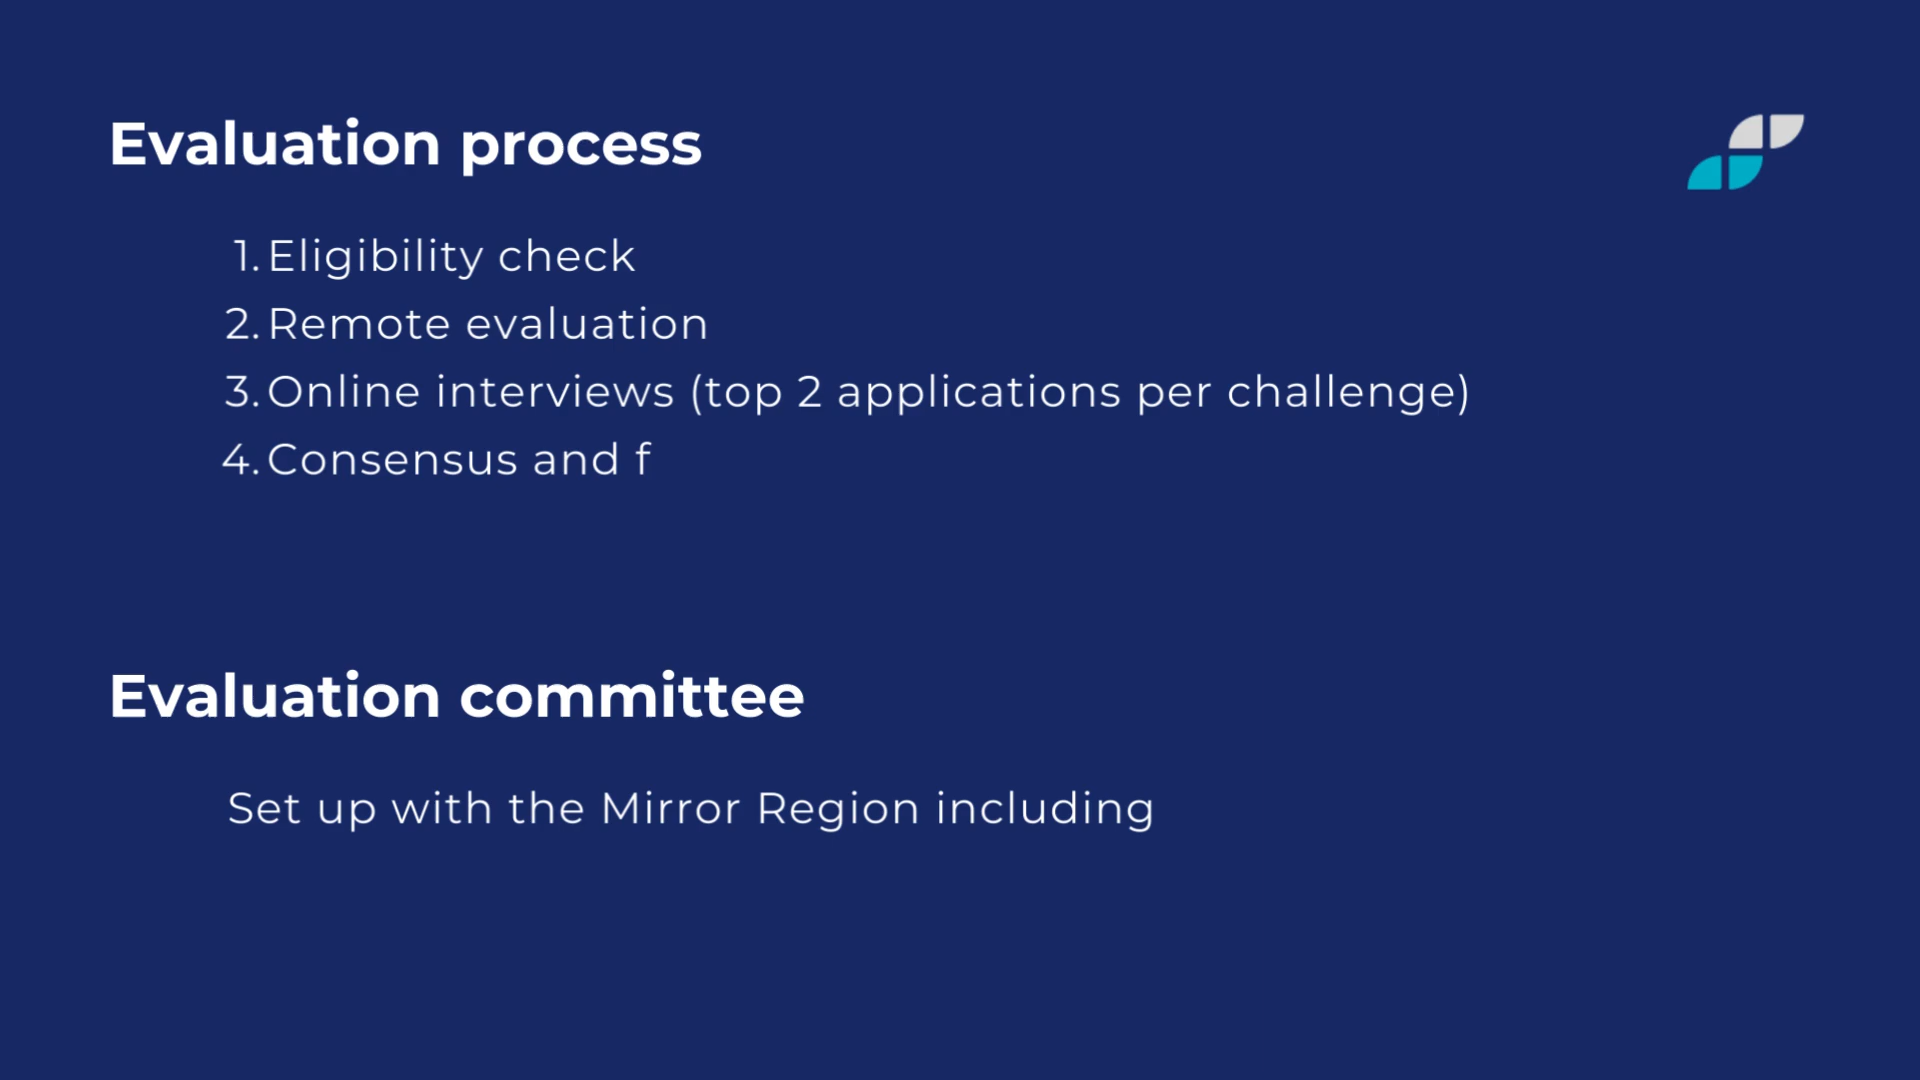 Evaluation process
1. Eligibility check
2. Remote evaluation
3. Online interviews (top 2 applications per challenge)
4. Consensus and f
Evaluation committee
Set up with the Mirror Region including